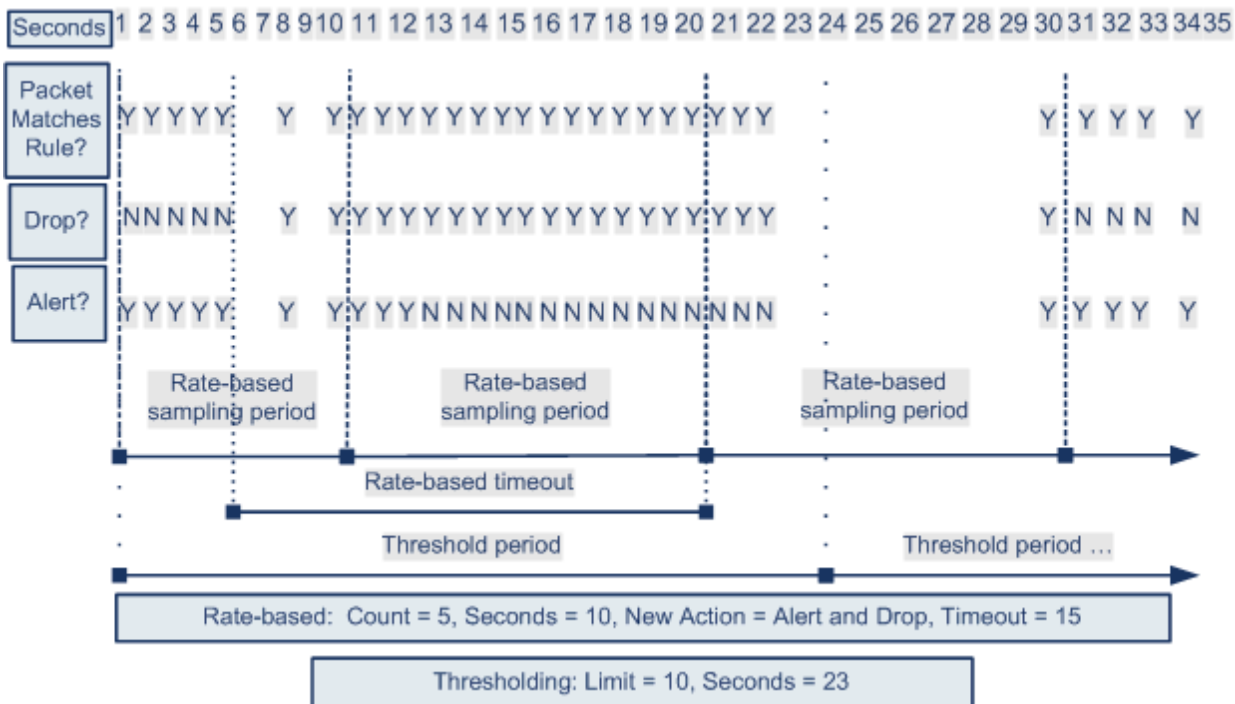 Seconds 1 2 3 4 5 6 7 8 9 10 11 12 13 14 15 16 17 18 19 20 21 22 23 24 25 26 27 28 29 30 31 32 33 34 35
Packet
Matches
Rule?
Y Y Y Y Y Y Y Y Y Y Y Y Y Y Y Y Y Y Y Y Y Y Y Y Y Y Y Y Y Y
Drop?
N N N N N Y Y Y Y Y Y Y Y Y Y Y Y Y Y Y Y Y Y Y Y Y N N N N
Alert?
Y Y Y Y Y Y Y Y Y Y N N N N N N N N N N N N N N N Y Y Y Y Y
Rate-based
sampling period
Rate-based
sampling period
Rate-based
sampling period
Rate-based timeout
Threshold period
Threshold period ...
Rate-based: Count = 5, Seconds = 10, New Action = Alert and Drop, Timeout = 15
Thresholding: Limit = 10, Seconds = 23